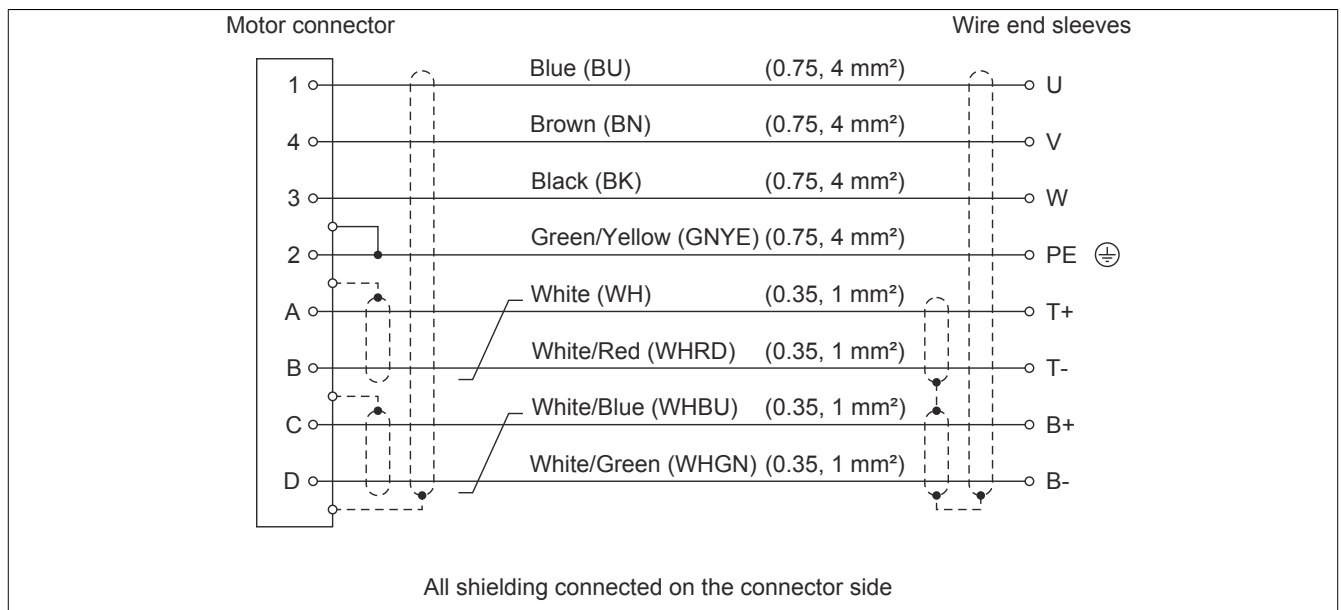 Motor connector Wire end sleeves
1 Blue (BU) (0.75, 4 mm²) U
4 Brown (BN) (0.75, 4 mm²) V
3 Black (BK) (0.75, 4 mm²) W
2 Green/Yellow (GNYE) (0.75, 4 mm²) PE
A White (WH) (0.35, 1 mm²) T+
B White/Red (WHRD) (0.35, 1 mm²) T-
C White/Blue (WHBU) (0.35, 1 mm²) B+
D White/Green (WHGN) (0.35, 1 mm²) B-
All shielding connected on the connector side